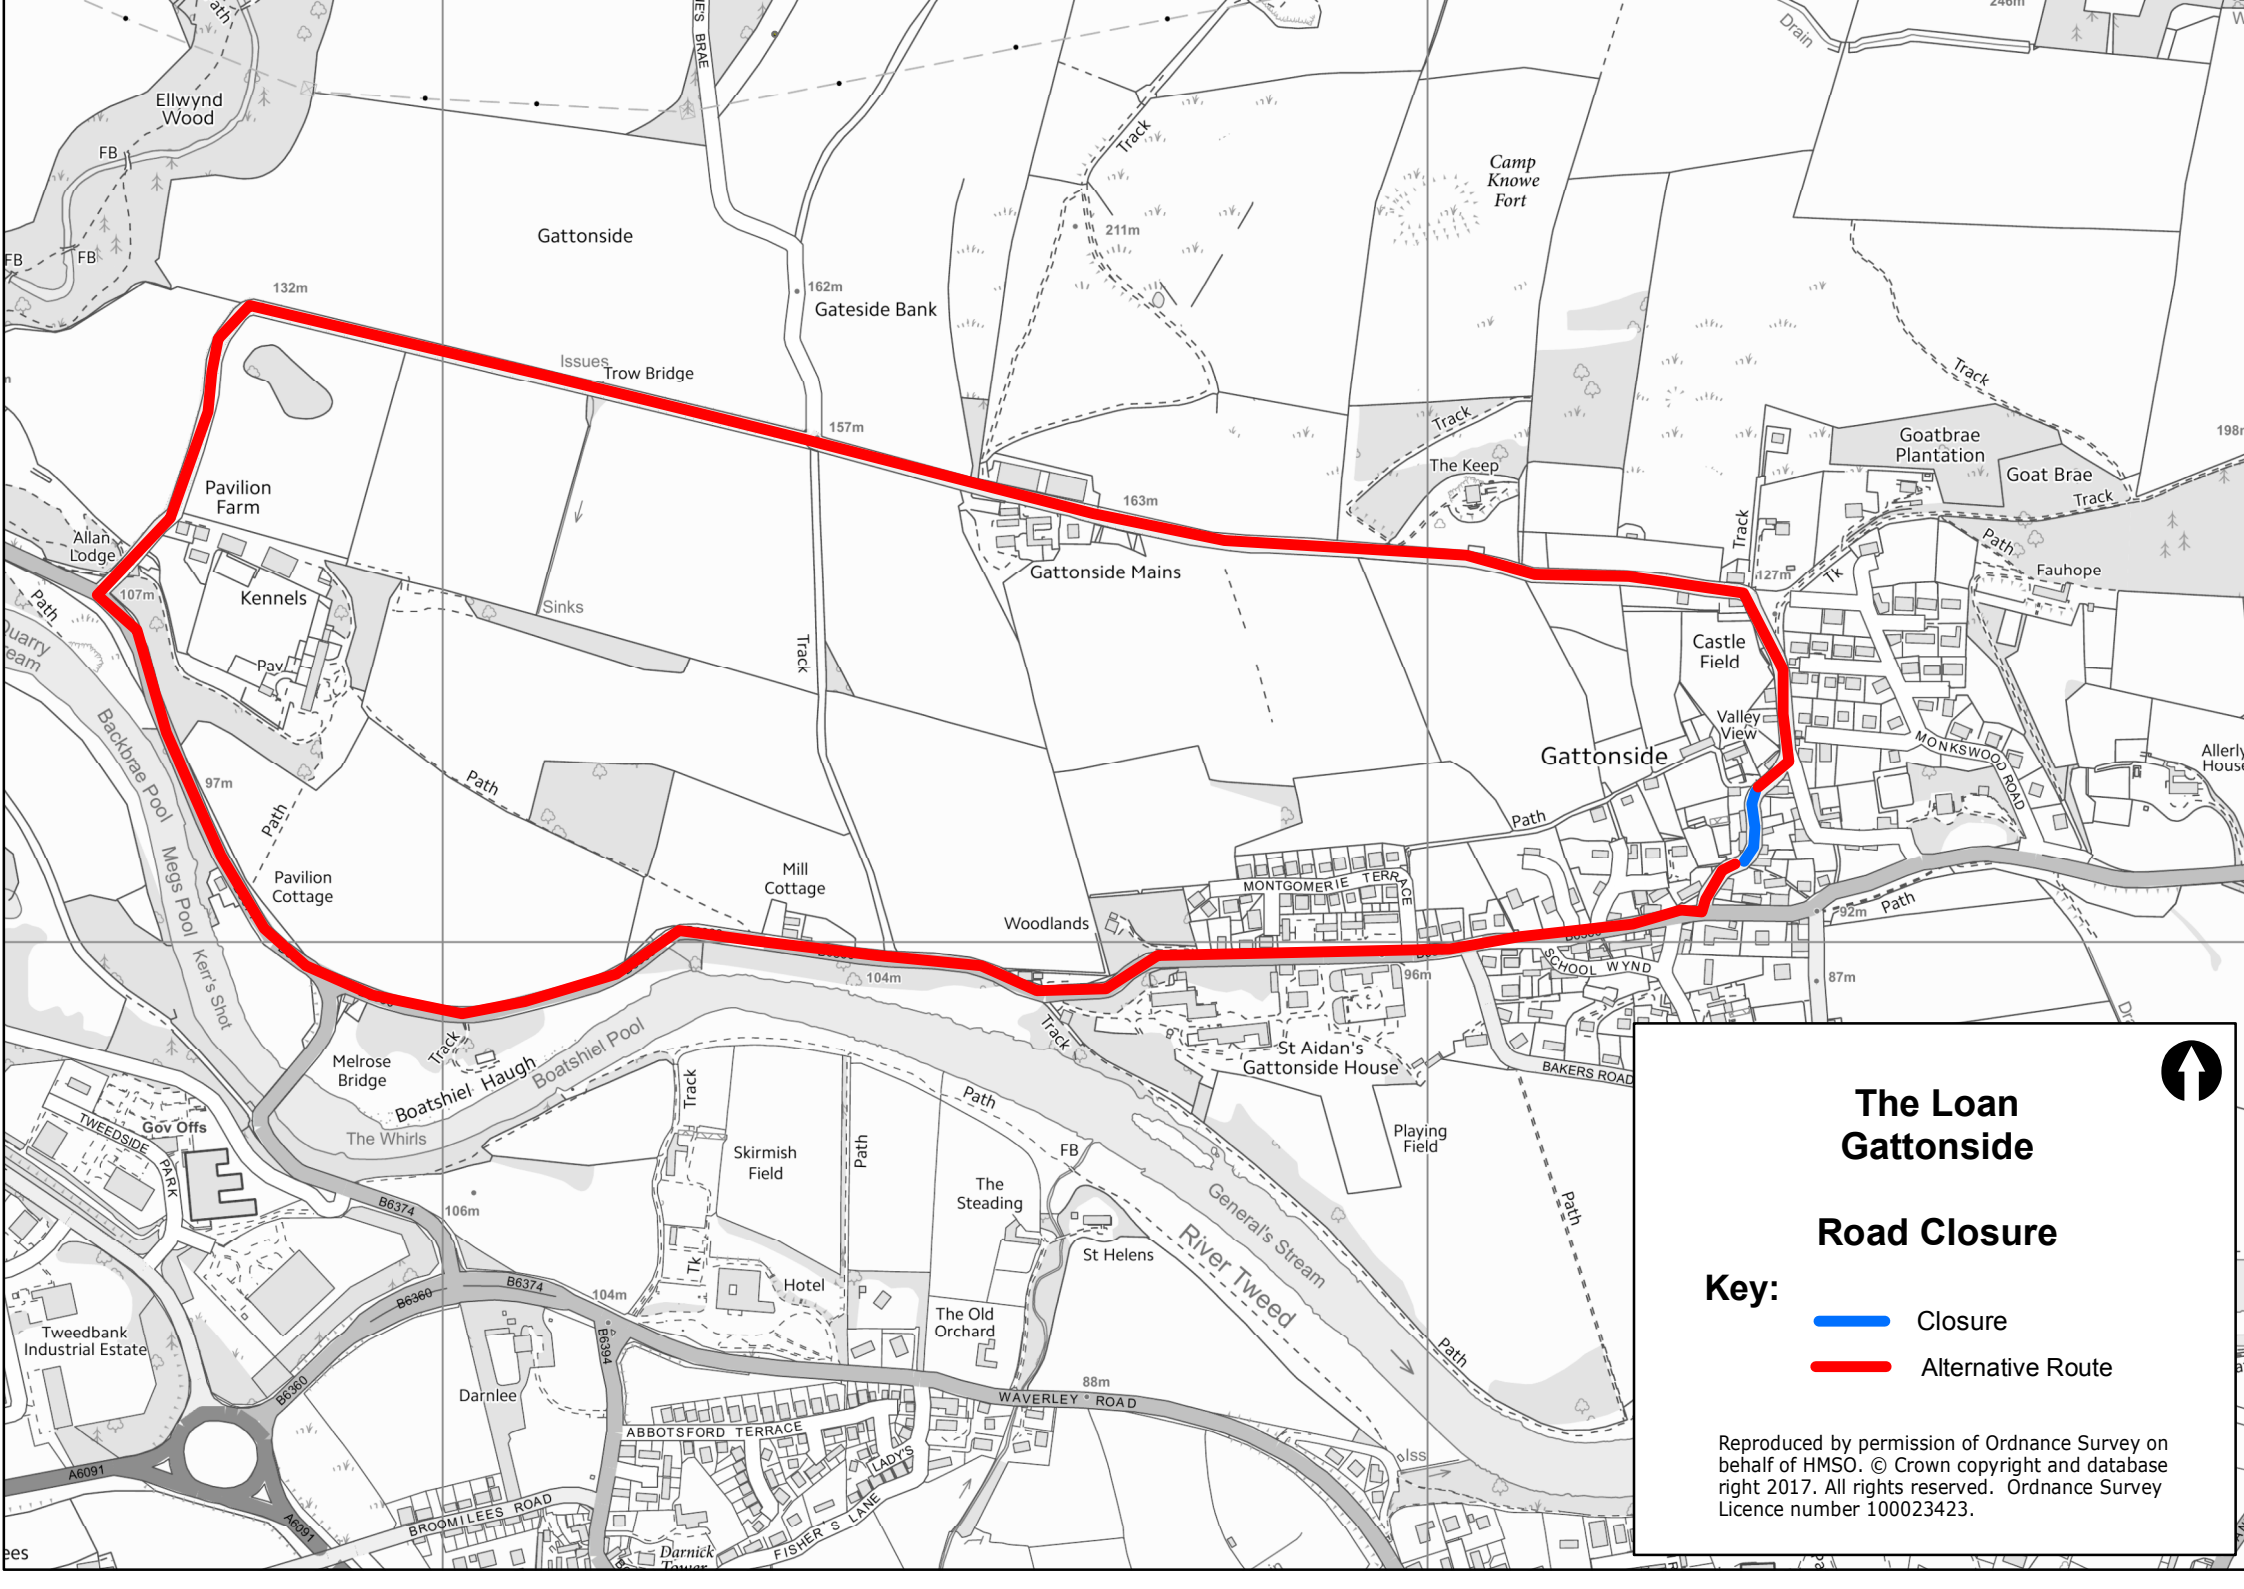 246m
Drain
Path
Ellwynd
Wood
FB
FB
FB
Track
Camp
Knowe
Fort
211m
Gattonside
132m
162m
Gateside Bank
Issues
Trow Bridge
157m
Track
Track
The Keep
Goatbrae
Plantation
Goat Brae
Track
Pavilion
Farm
163m
Track
Allan
Lodge
107m
Path
Kennels
Gattonside Mains
Sinks
127m
Tk
Path
Fauhope
Castle
Field
Track
Pav
Backbrae Pool
Valley
View
Gattonside
MONKSWOOD ROAD
Allerly
House
97m
Path
Path
Path
Megs Pool
Pavilion
Cottage
Mill
Cottage
MONTGOMERIE TERRACE
Woodlands
92m
Path
Kerr's Shot
104m
96m
SCHOOL WYND
87m
Track
Melrose
Bridge
Boatshiel Haugh
Boatshiel Pool
Track
St Aidan's
Gattonside House
BAKERS ROAD
The Whirls
Track
Path
Path
TWEEDSIDE PARK
Gov Offs
Skirmish
Field
FB
Playing
Field
The
Steading
B6374
106m
St Helens
General's Stream
River Tweed
Path
Tk
Hotel
B6374
B6360
104m
The Old
Orchard
Tweedbank
Industrial Estate
B6394
Path
B6360
Darnlee
88m
WAVERLEY ROAD
ABBOTSFORD TERRACE
LADY'S
Iss
A6091
A6091
BROOMILEES ROAD
FISHER'S LANE
Darnick
Tower
The Loan
Gattonside
Road Closure
Key:
Closure
Alternative Route
Reproduced by permission of Ordnance Survey on
behalf of HMSO. © Crown copyright and database
right 2017. All rights reserved. Ordnance Survey
Licence number 100023423.